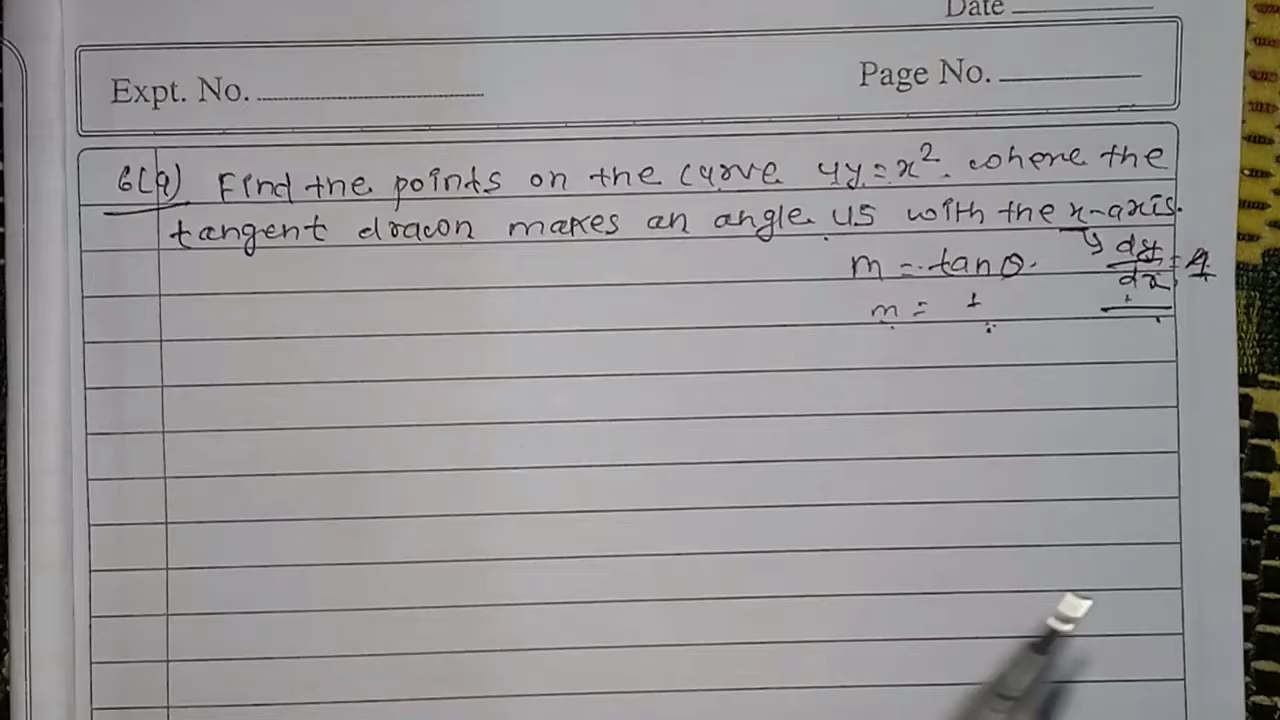 Date
Expt. No.
Page No.
6(a) Find the points on the curve 4y = x². where the
tangent drawn makes an angle 45 with the x-axis.
m = tanθ.
dy/dx = 1
m = 1